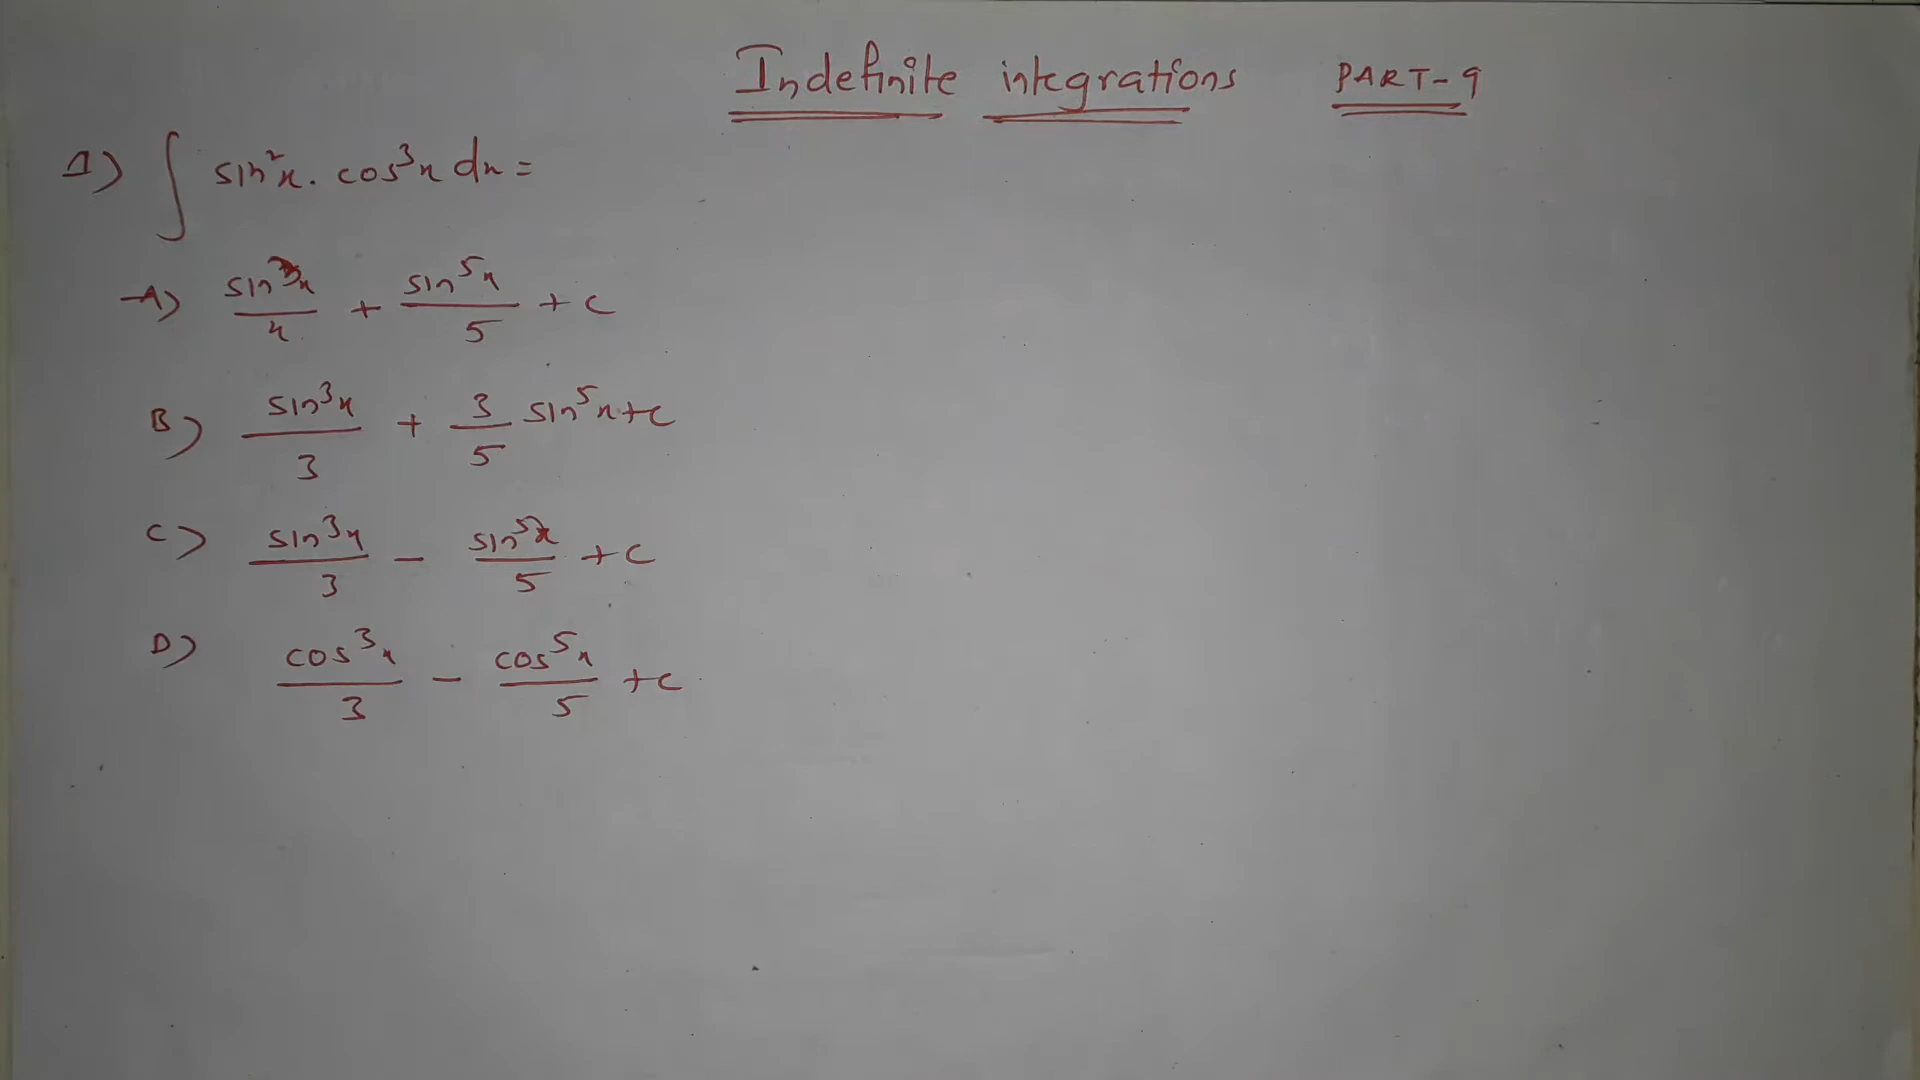 Indefinite integrations PART-9
1) ∫ sin²x. cos³x dx =
A) sin³x/4 + sin⁵x/5 + c
B) sin³x/3 + 3/5 sin⁵x + c
C) sin³x/3 - sin⁵x/5 + c
D) cos³x/3 - cos⁵x/5 + c